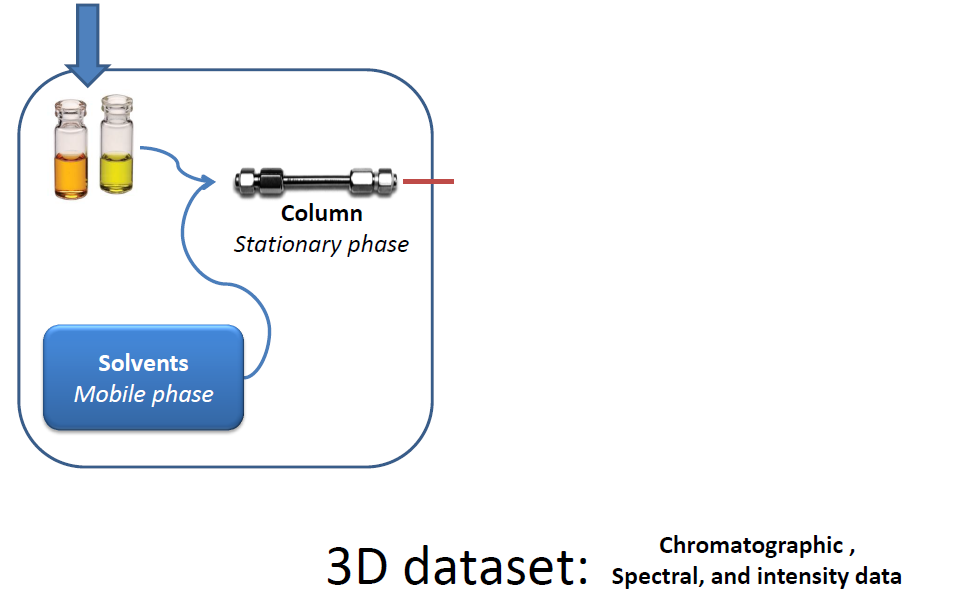 Column
Stationary phase
Solvents
Mobile phase
3D dataset:
Chromatographic ,
Spectral, and intensity data